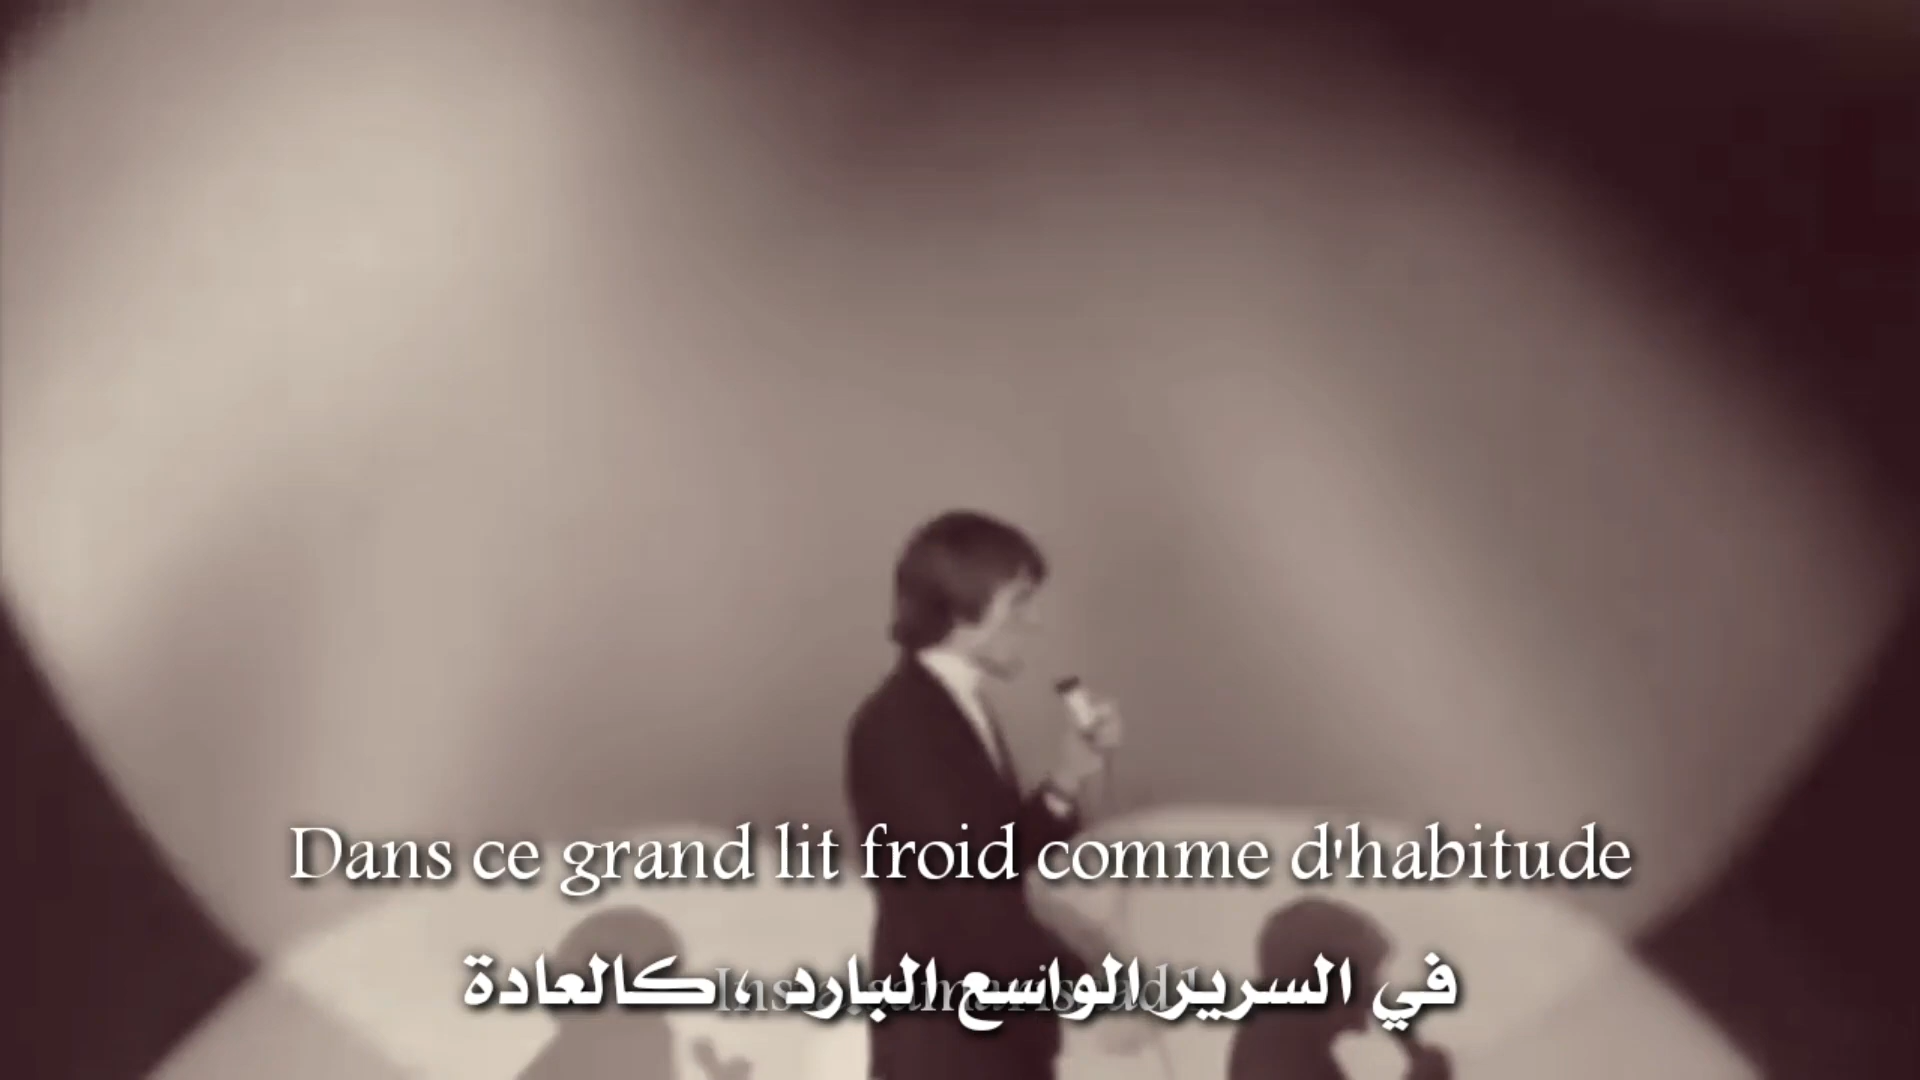 Dans ce grand lit froid comme d'habitude
في السرير الواسع البارد ، كالعادة